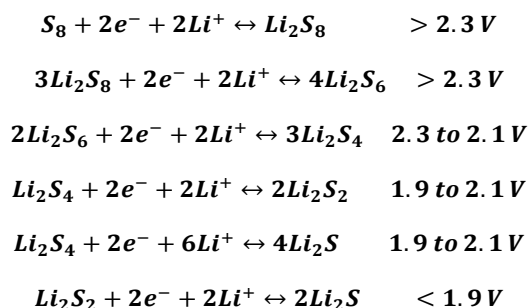 S₈ + 2e⁻ + 2Li⁺ ↔ Li₂S₈ > 2.3 V
3Li₂S₈ + 2e⁻ + 2Li⁺ ↔ 4Li₂S₆ > 2.3 V
2Li₂S₆ + 2e⁻ + 2Li⁺ ↔ 3Li₂S₄ 2.3 to 2.1 V
Li₂S₄ + 2e⁻ + 2Li⁺ ↔ 2Li₂S₂ 1.9 to 2.1 V
Li₂S₄ + 2e⁻ + 6Li⁺ ↔ 4Li₂S 1.9 to 2.1 V
Li₂S₂ + 2e⁻ + 2Li⁺ ↔ 2Li₂S < 1.9 V